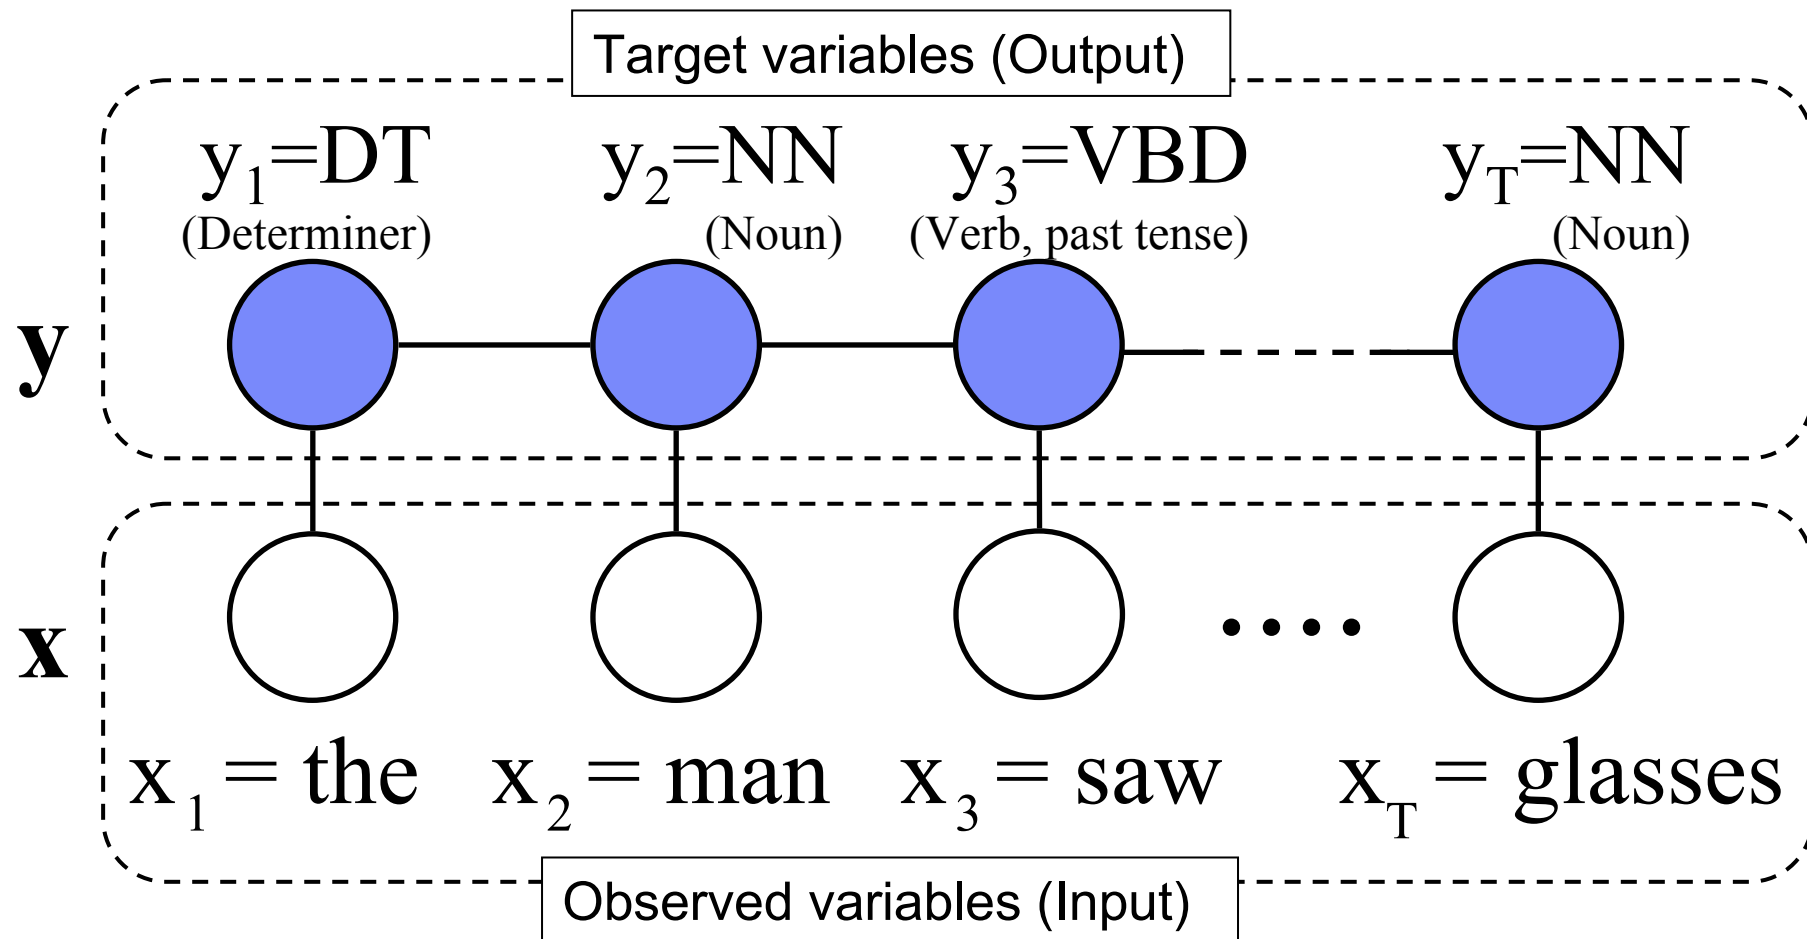 Target variables (Output)
y1=DT y2=NN y3=VBD yT=NN
(Determiner) (Noun) (Verb, past tense) (Noun)
y
x
x1 = the x2 = man x3 = saw xT = glasses
Observed variables (Input)